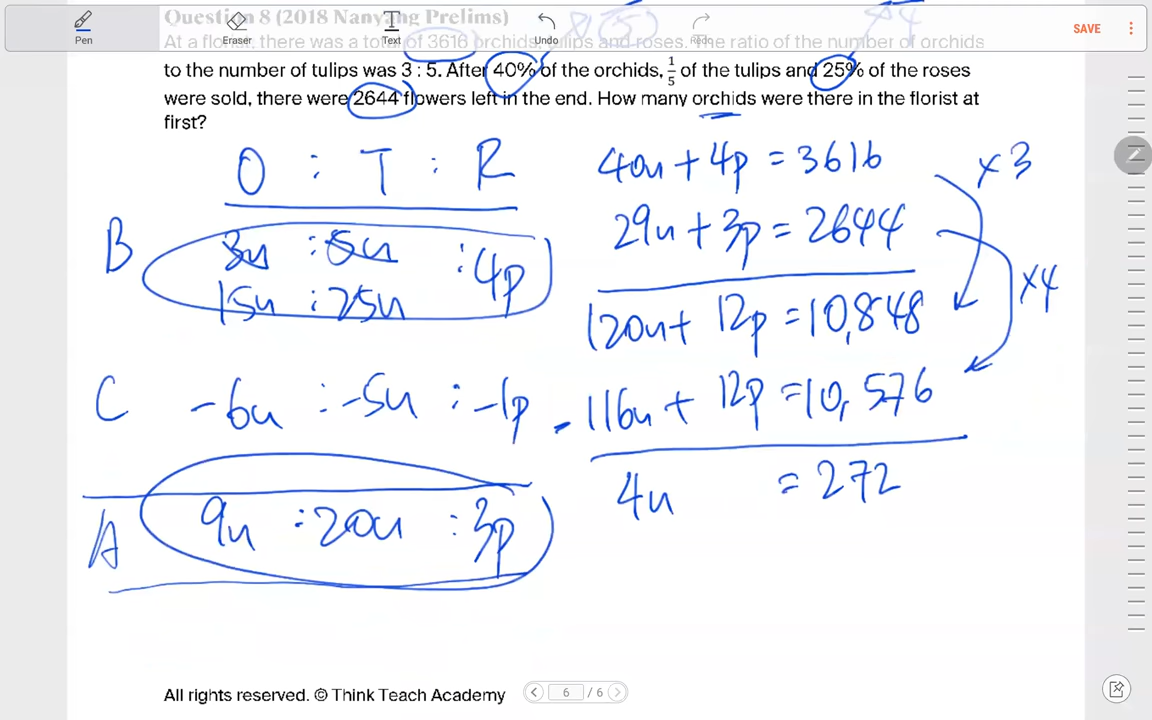 Question 8 (2018 Nanyang Prelims)
Pen
Eraser
Text
Undo
Redo
SAVE
At a florist, there was a total of 3616 orchids, tulips and roses. The ratio of the number of orchids
to the number of tulips was 3 : 5. After 40% of the orchids, 1/5 of the tulips and 25% of the roses
were sold, there were 2644 flowers left in the end. How many orchids were there in the florist at
first?
O : T : R
B 3u : 5u : 4p
15u : 25u
C -6u : -5u : -1p
A 9u : 20u : 3p
40u + 4p = 3616
29u + 3p = 2644
x3
x4
120u + 12p = 10,848
- 116u + 12p = 10,576
4u = 272
All rights reserved. © Think Teach Academy
6 / 6